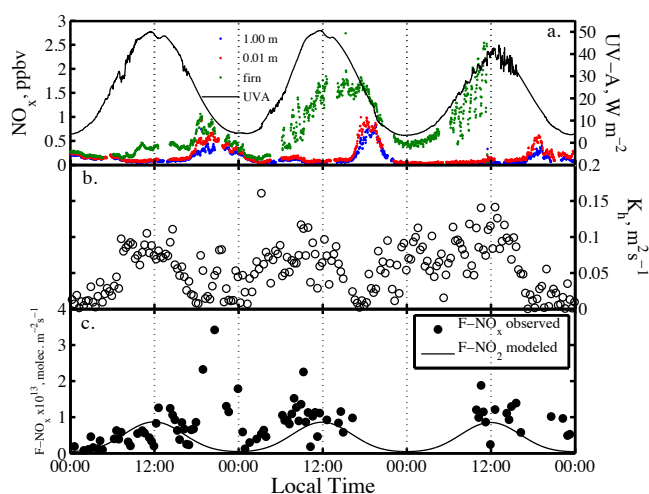 a.
1.00 m
0.01 m
firn
UVA
NOx, ppbv
3
2.5
2
1.5
1
0.5
0
UV−A, W m−2
50
40
30
20
10
0
b.
Kh, m2s−1
0.2
0.15
0.1
0.05
0
c.
F−NOx observed
F−NO2 modeled
F−NOx x1013, molec. m−2s−1
4
3
2
1
0
00:00 12:00 00:00 12:00 00:00 12:00 00:00
Local Time